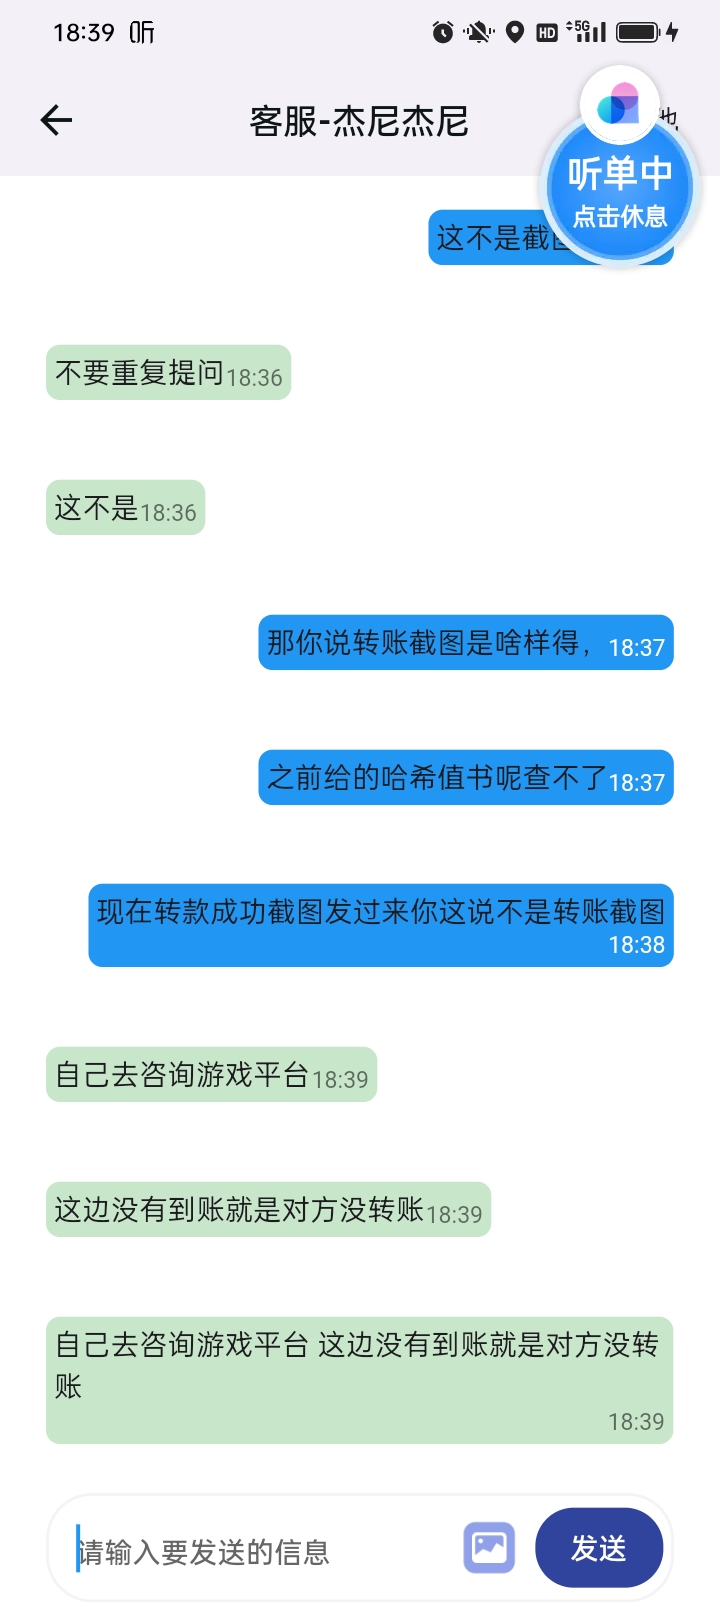 18:39 听
HD 5G
客服-杰尼杰尼
听单中
点击休息
这不是截
不要重复提问 18:36
这不是 18:36
那你说转账截图是啥样得， 18:37
之前给的哈希值书呢查不了 18:37
现在转款成功截图发过来你这说不是转账截图
18:38
自己去咨询游戏平台 18:39
这边没有到账就是对方没转账 18:39
自己去咨询游戏平台 这边没有到账就是对方没转
账
18:39
请输入要发送的信息
发送